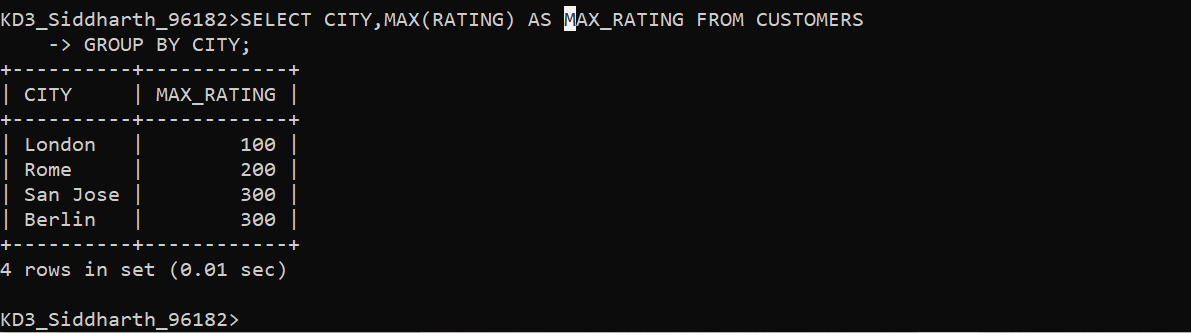 KD3_Siddharth_96182>SELECT CITY,MAX(RATING) AS MAX_RATING FROM CUSTOMERS
    -> GROUP BY CITY;
+----------+------------+
| CITY     | MAX_RATING |
+----------+------------+
| London   |        100 |
| Rome     |        200 |
| San Jose |        300 |
| Berlin   |        300 |
+----------+------------+
4 rows in set (0.01 sec)
KD3_Siddharth_96182>